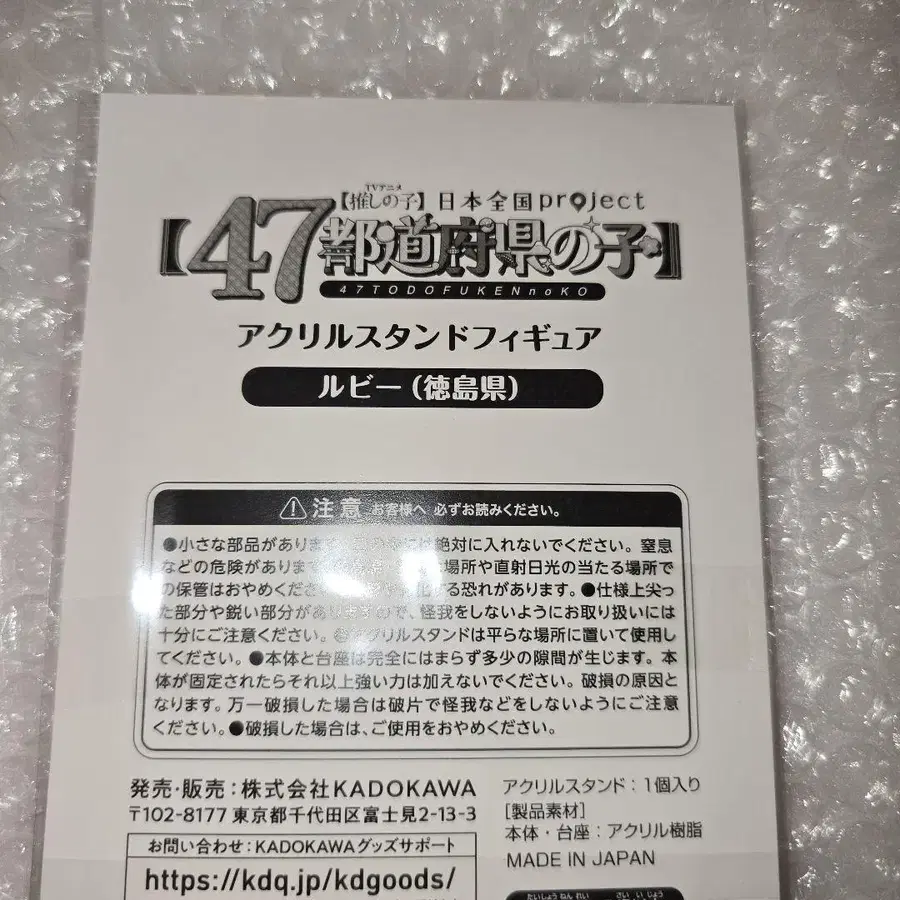 TVアニメ
【推しの子】日本全国project
【47都道府県の子】
47TODOFUKENnoKO
アクリルスタンドフィギュア
ルビー(徳島県)
注意 お客様へ 必ずお読みください。
●小さな部品があります 絶対に入れないでください。窒息
などの危険があります 場所や直射日光の当たる場所で
の保管はおやめくださ する恐れがあります。●仕様上尖っ
た部分や鋭い部分がありますので、怪我をしないようにお取り扱いには
十分にご注意ください。●アクリルスタンドは平らな場所に置いて使用し
てください。●本体と台座は完全にはまらず多少の隙間が生じます。本
体が固定されたらそれ以上強い力は加えないでください。破損の原因と
なります。万一破損した場合は破片で怪我などをしないようにご注意
ください。●破損した場合は、ご使用をおやめください。
発売・販売：株式会社KADOKAWA
〒102-8177 東京都千代田区富士見2-13-3
お問い合わせ：KADOKAWAグッズサポート
https://kdq.jp/kdgoods/
アクリルスタンド：1個入り
[製品素材]
本体・台座：アクリル樹脂
MADE IN JAPAN
たいしょうねんれい さいいじょう